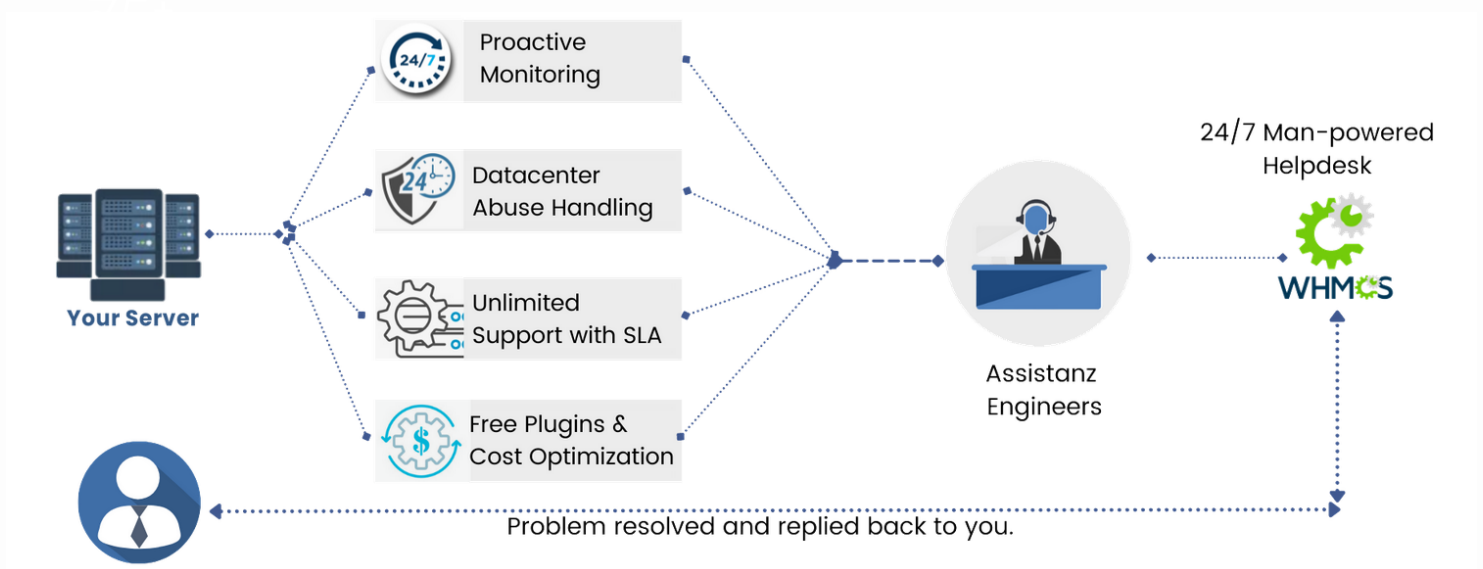 24/7
Proactive
Monitoring
24
Datacenter
Abuse Handling
Unlimited
Support with SLA
$
Free Plugins &
Cost Optimization
Your Server
Assistanz
Engineers
24/7 Man-powered
Helpdesk
WHMCS
Problem resolved and replied back to you.